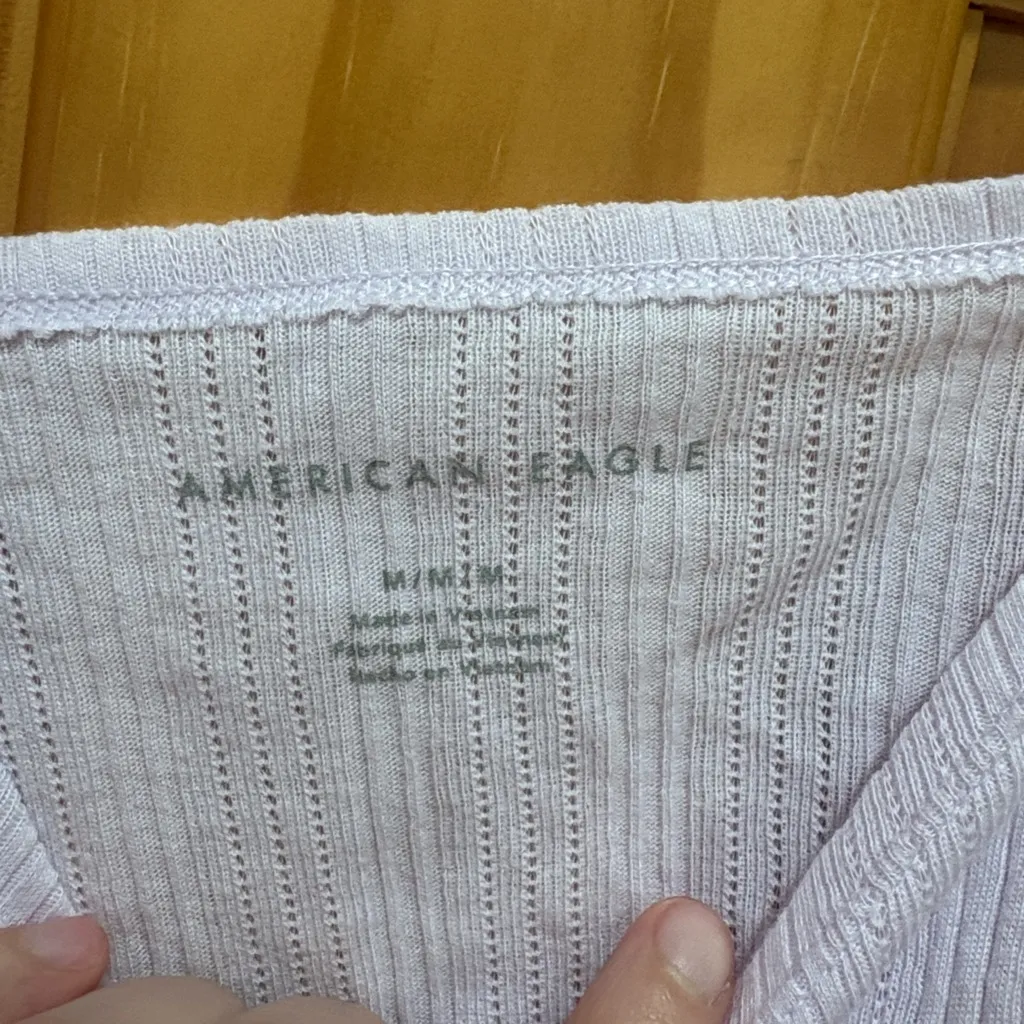 AMERICAN EAGLE
M/M/M
Made in Vietnam
Fabriqué au Vietnam
Hecho en Vietnam